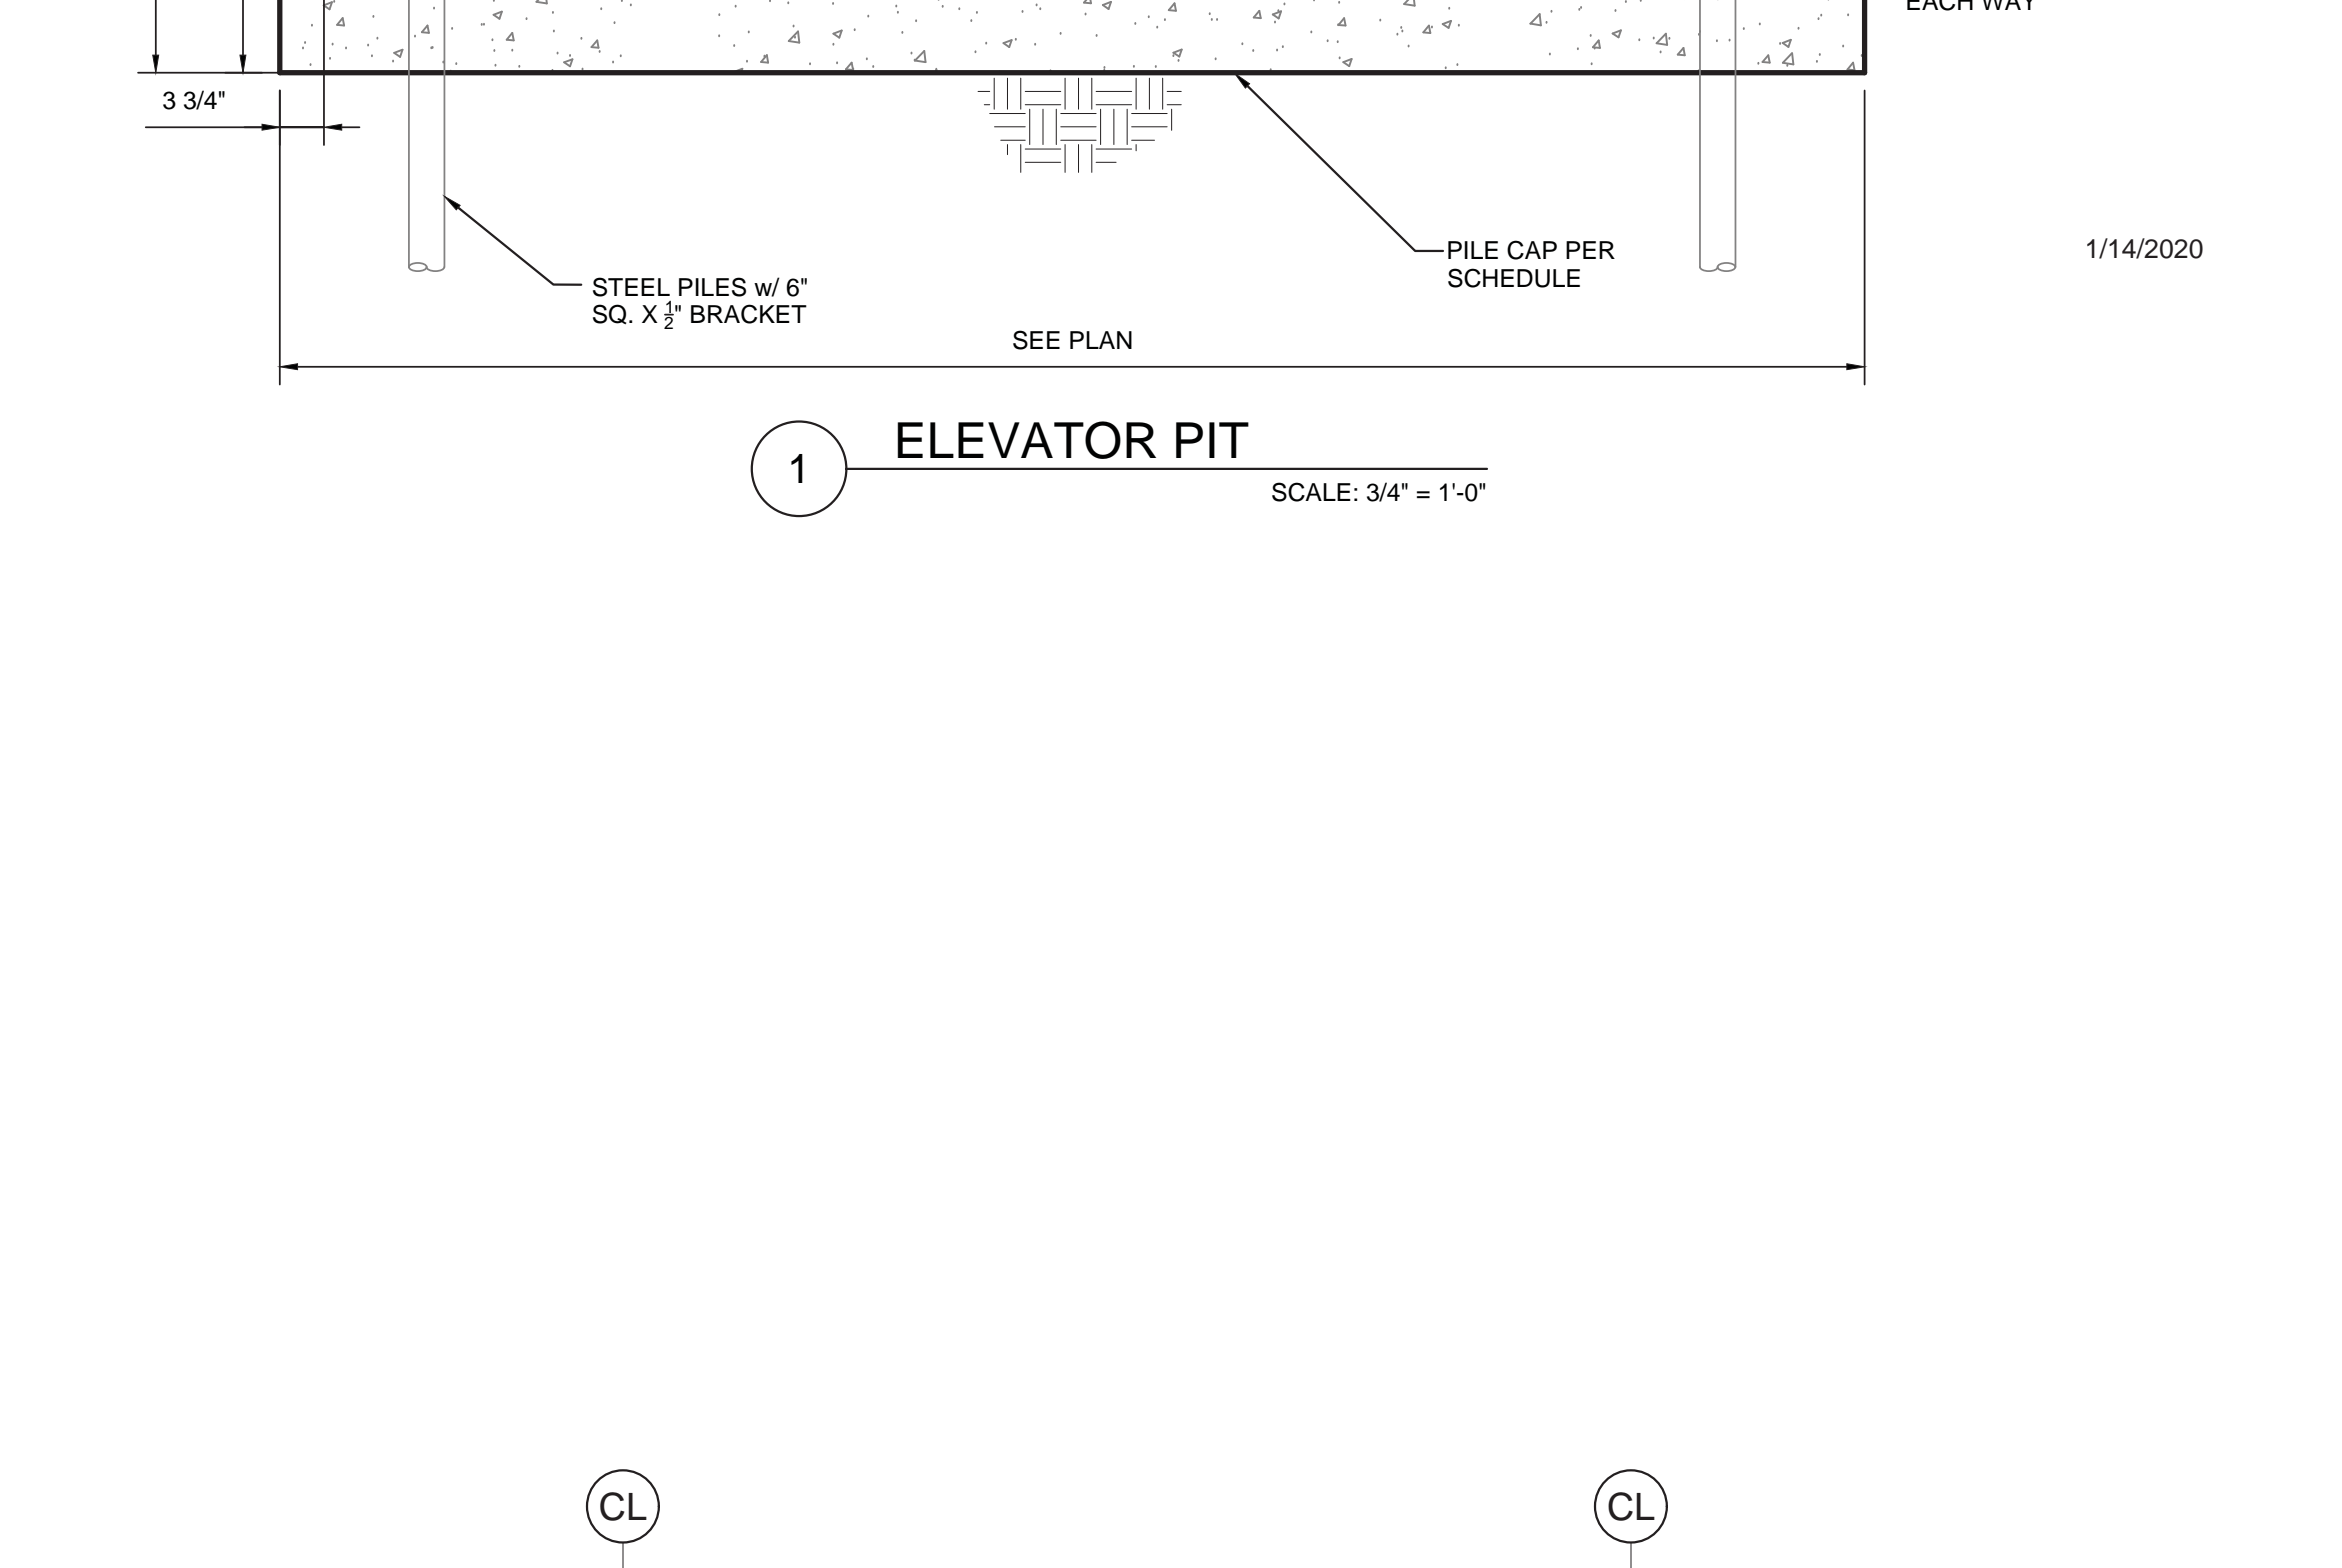 EACH WAY
3 3/4"
1/14/2020
PILE CAP PER
SCHEDULE
STEEL PILES w/ 6"
SQ. X 1/2" BRACKET
SEE PLAN
1
ELEVATOR PIT
SCALE: 3/4" = 1'-0"
CL
CL